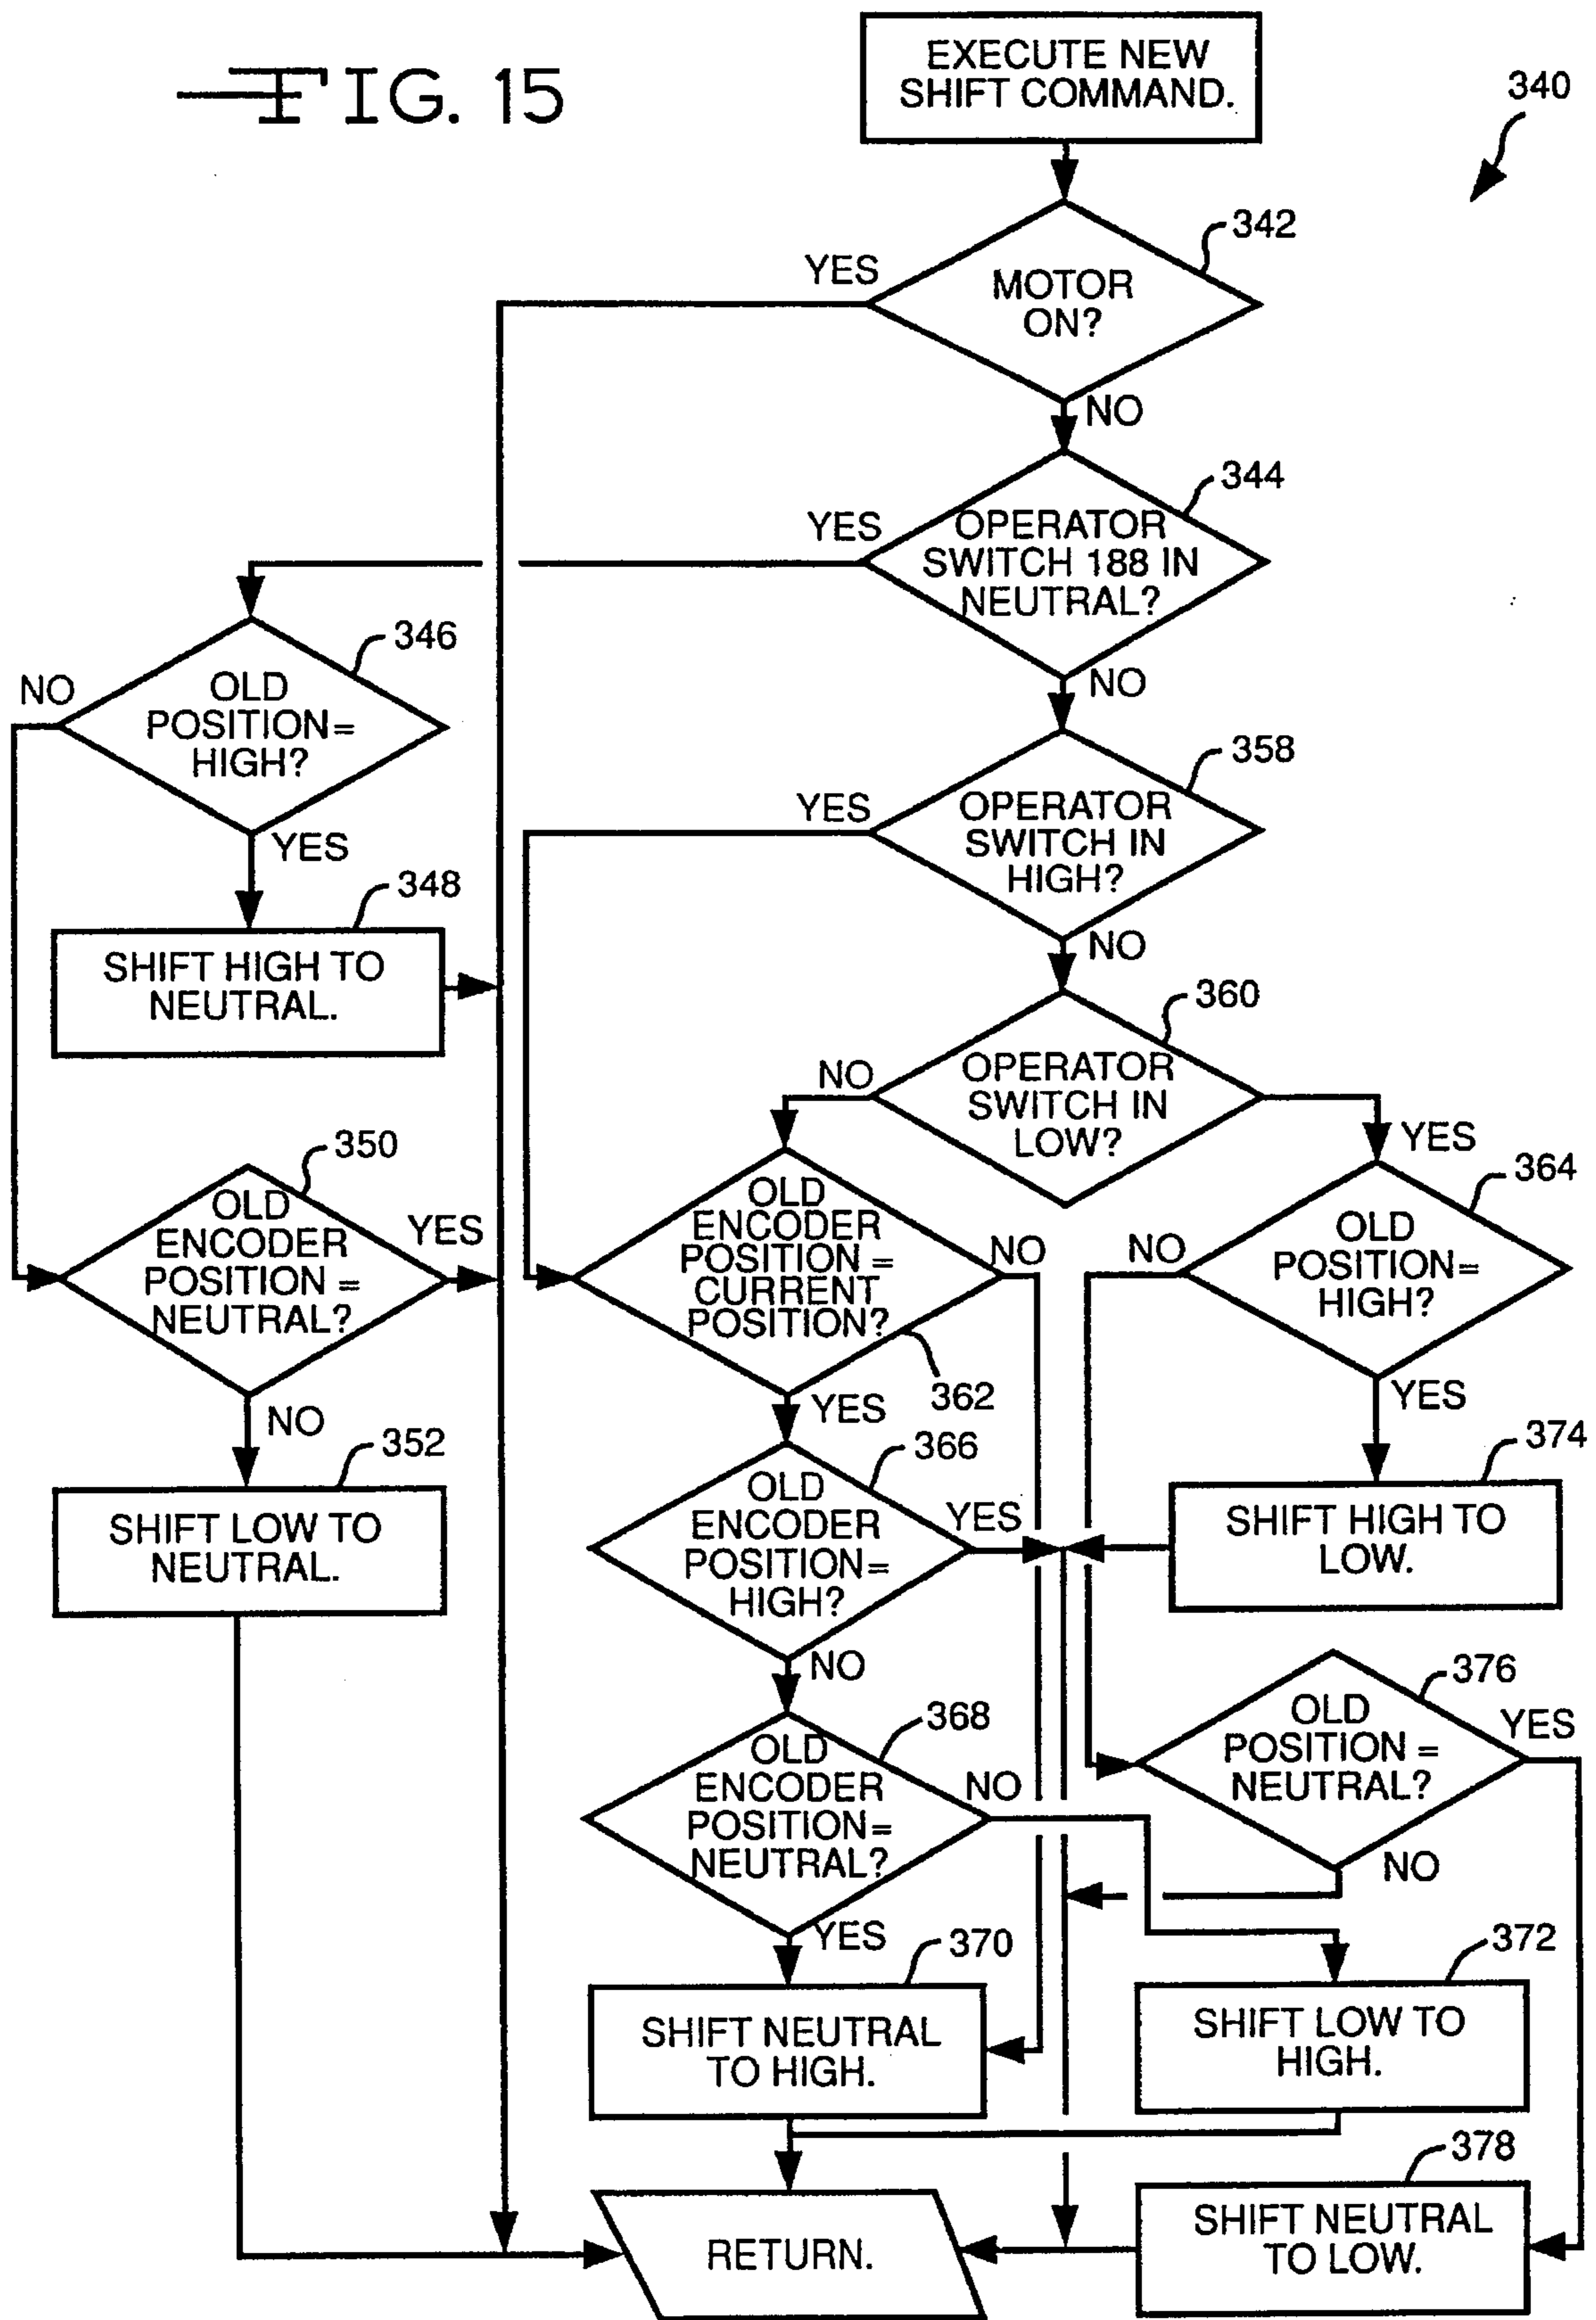 FIG. 15
EXECUTE NEW
SHIFT COMMAND.
340
342
YES
MOTOR
ON?
NO
344
YES
OPERATOR
SWITCH 188 IN
NEUTRAL?
NO
346
NO
OLD
POSITION=
HIGH?
YES
348
SHIFT HIGH TO
NEUTRAL.
358
YES
OPERATOR
SWITCH IN
HIGH?
NO
360
NO
OPERATOR
SWITCH IN
LOW?
YES
350
OLD
ENCODER
POSITION =
NEUTRAL?
YES
NO
352
SHIFT LOW TO
NEUTRAL.
OLD
ENCODER
POSITION =
CURRENT
POSITION?
NO
362
YES
364
NO
OLD
POSITION=
HIGH?
YES
366
OLD
ENCODER
POSITION=
HIGH?
YES
NO
374
SHIFT HIGH TO
LOW.
368
OLD
ENCODER
POSITION=
NEUTRAL?
NO
YES
376
OLD
POSITION =
NEUTRAL?
YES
NO
370
SHIFT NEUTRAL
TO HIGH.
372
SHIFT LOW TO
HIGH.
378
SHIFT NEUTRAL
TO LOW.
RETURN.